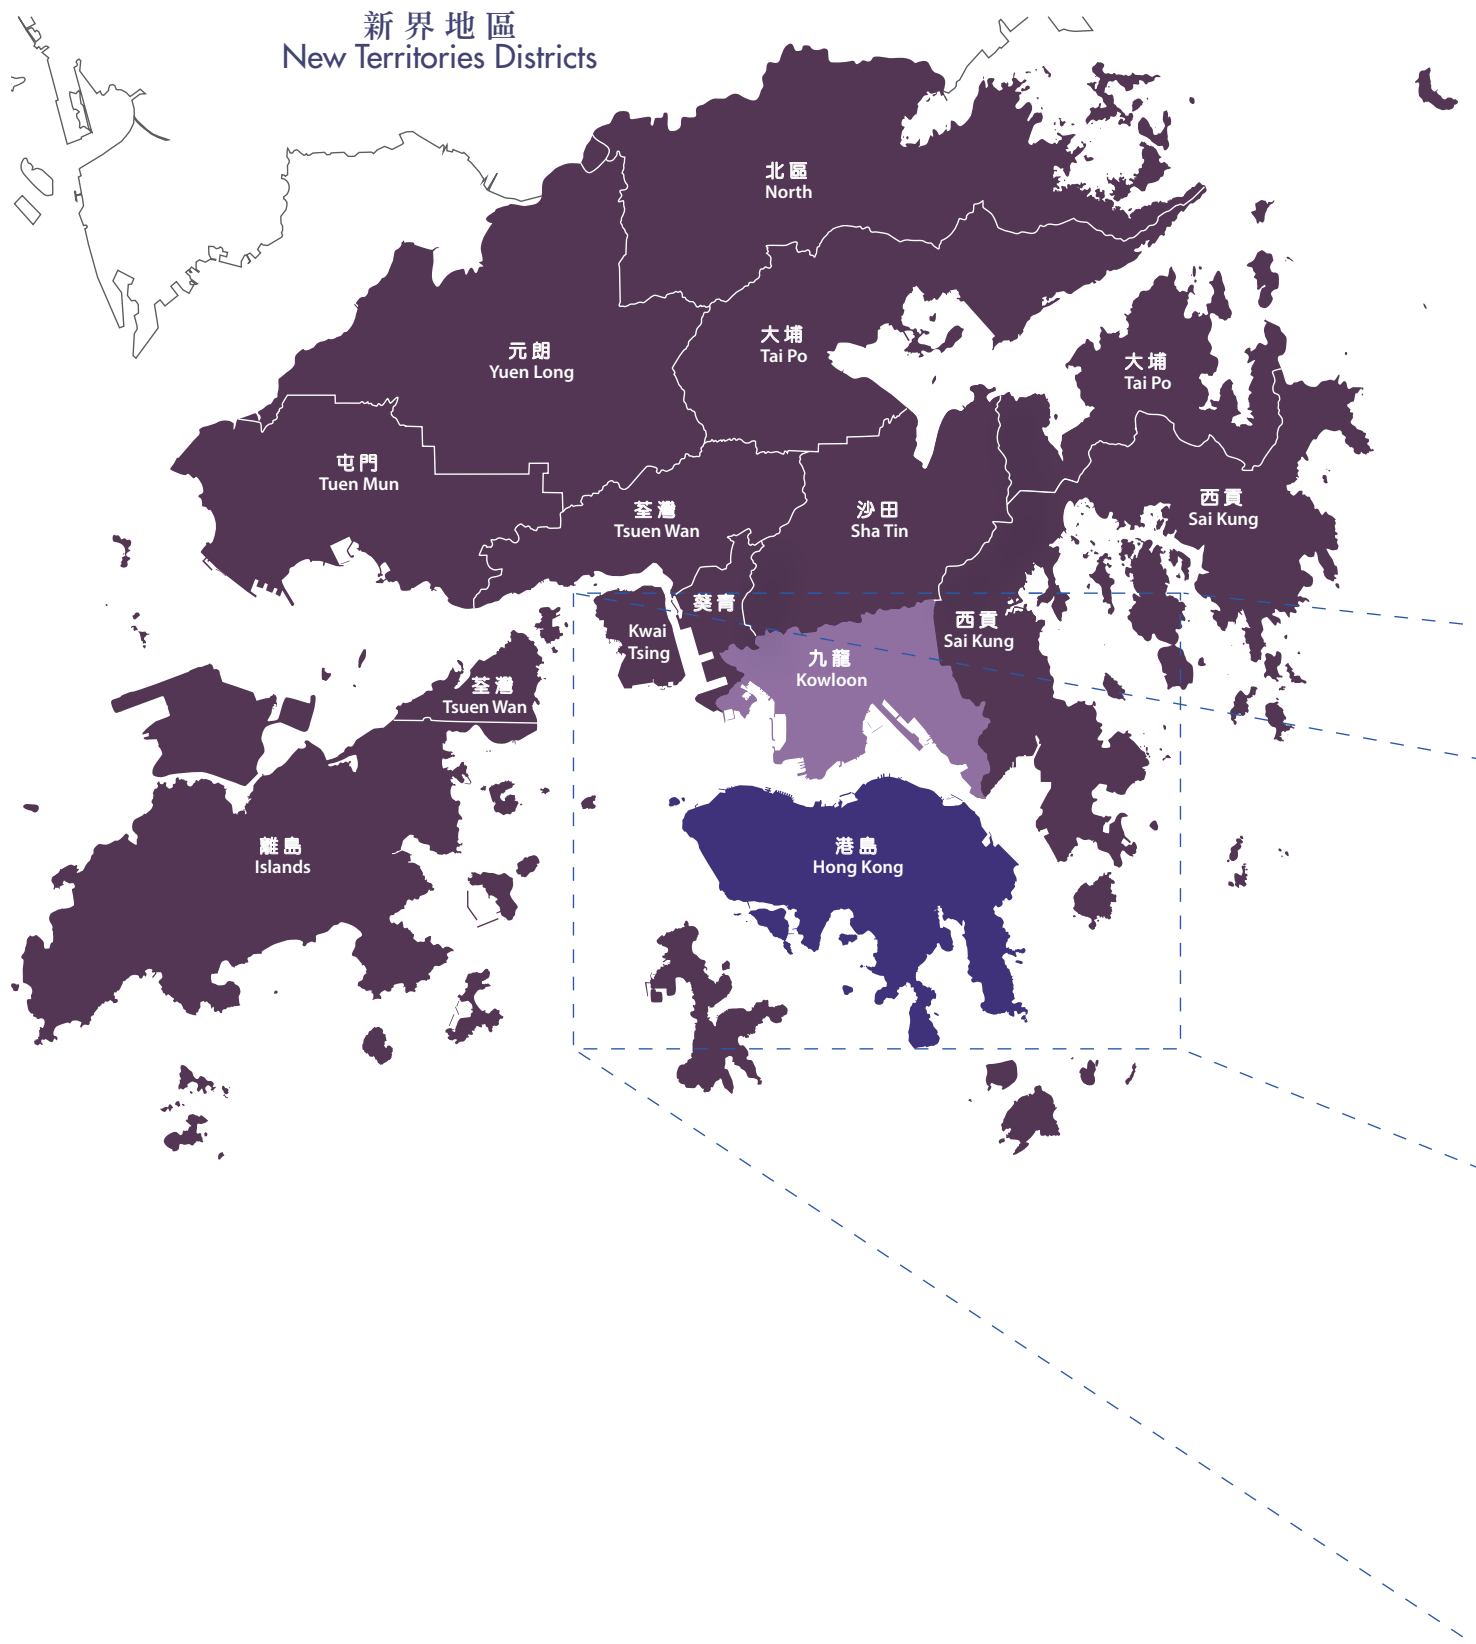 新界地區
New Territories Districts
北區
North
大埔
Tai Po
元朗
Yuen Long
大埔
Tai Po
屯門
Tuen Mun
荃灣
Tsuen Wan
沙田
Sha Tin
西貢
Sai Kung
葵青
Kwai
Tsing
西貢
Sai Kung
九龍
Kowloon
荃灣
Tsuen Wan
離島
Islands
港島
Hong Kong